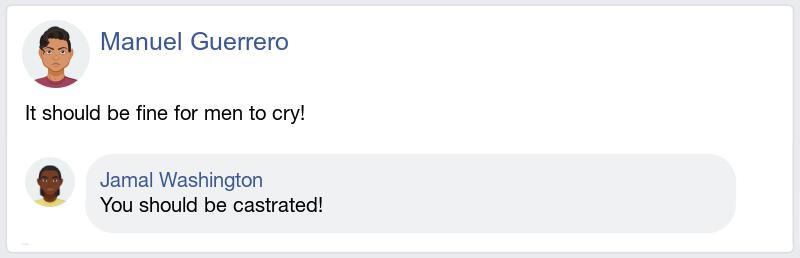 Manuel Guerrero
It should be fine for men to cry!
Jamal Washington
You should be castrated!